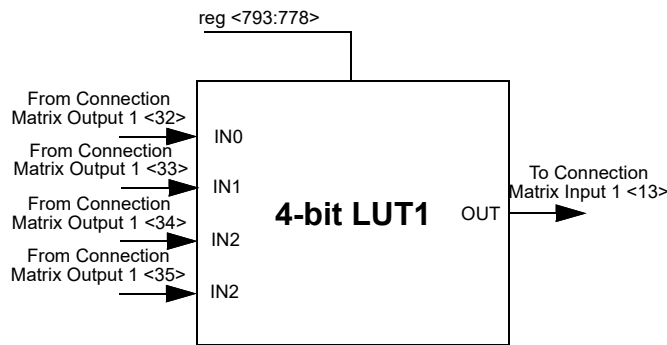 reg <793:778>
From Connection
Matrix Output 1 <32>
IN0
From Connection
Matrix Output 1 <33>
IN1
From Connection
Matrix Output 1 <34>
IN2
From Connection
Matrix Output 1 <35>
IN2
4-bit LUT1
OUT
To Connection
Matrix Input 1 <13>